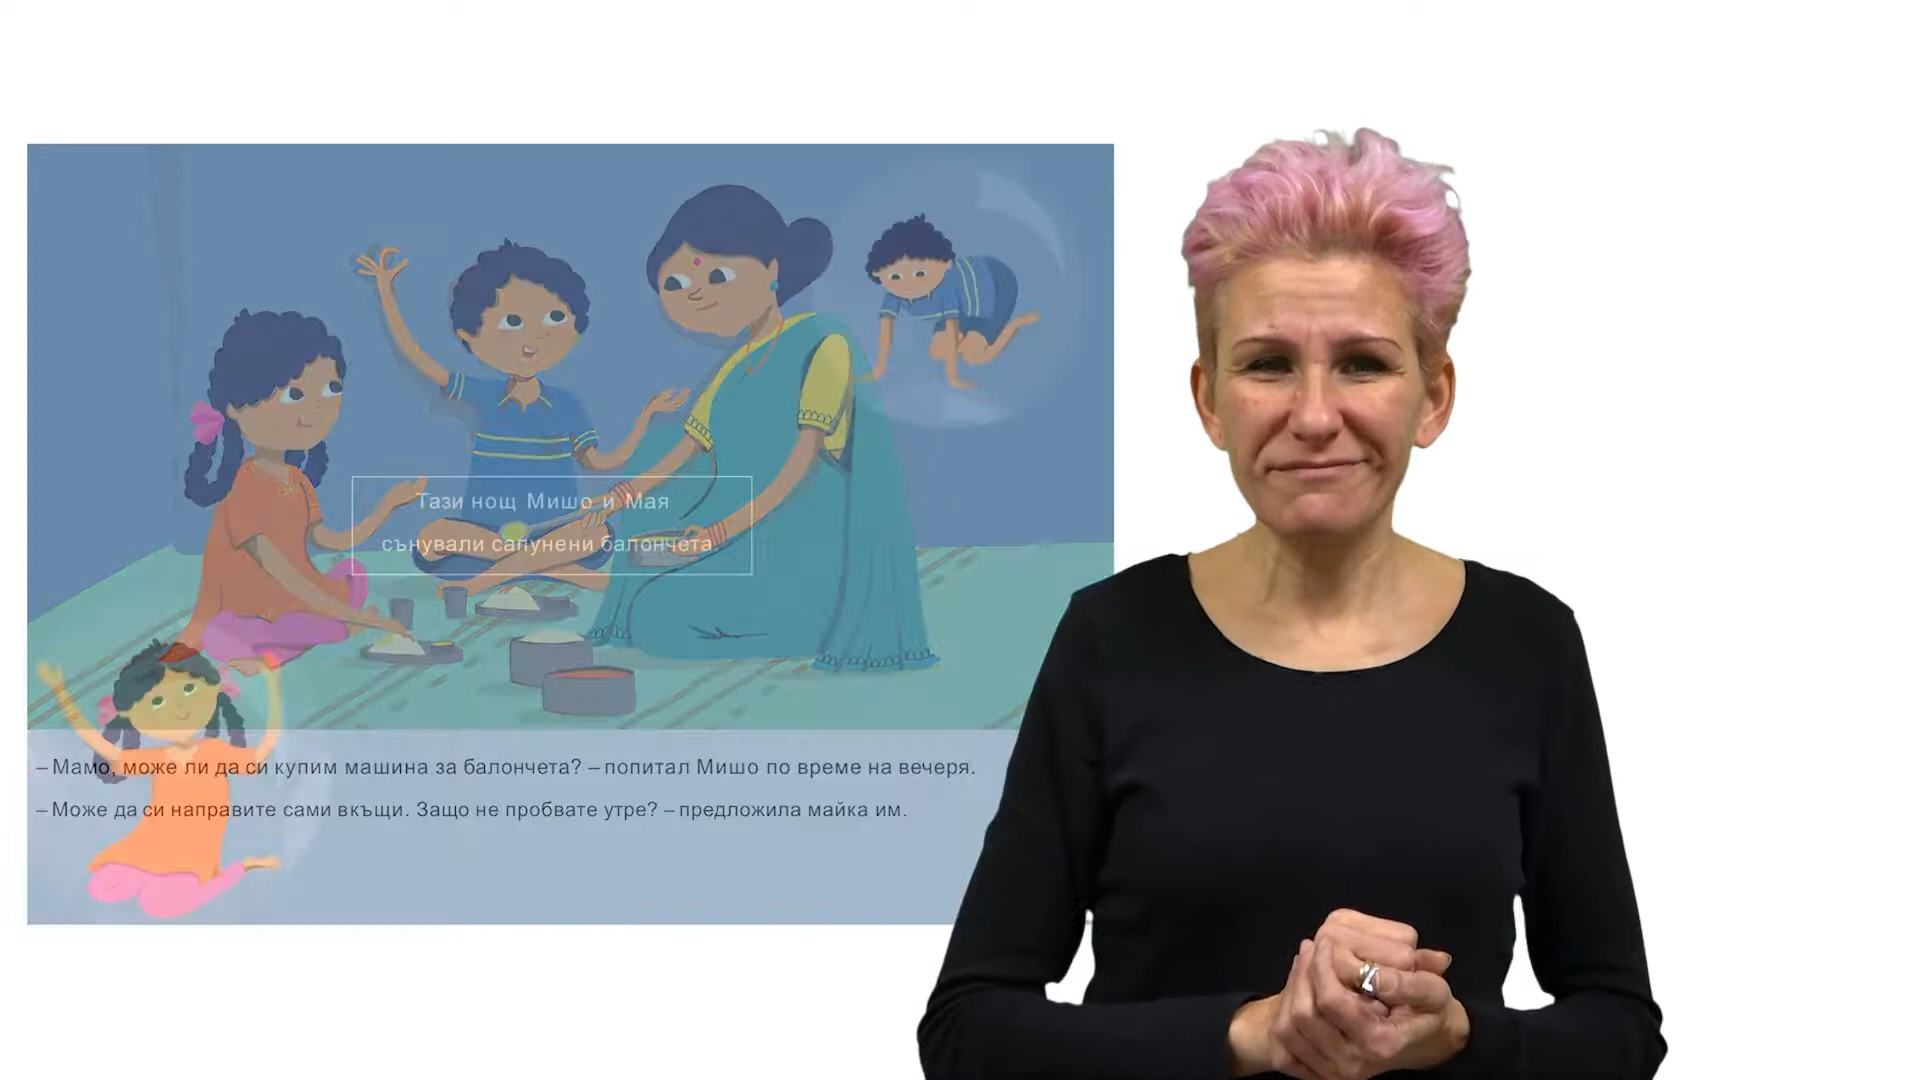 Тази нощ Мишо и Мая
сънували сапунени балончета.
– Мамо, може ли да си купим машина за балончета? – попитал Мишо по време на вечеря.
– Може да си направите сами вкъщи. Защо не пробвате утре? – предложила майка им.